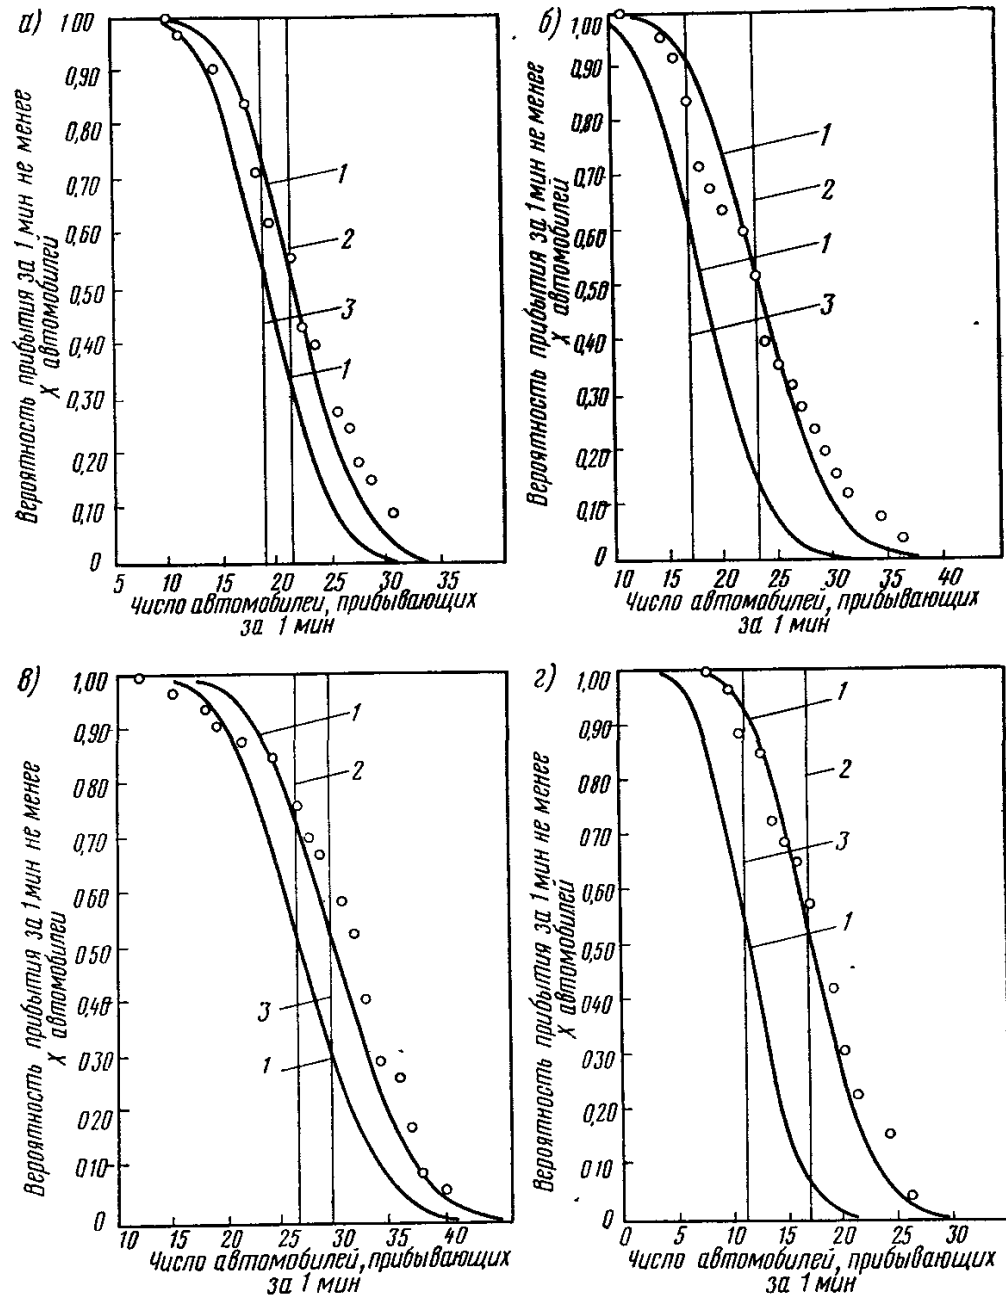 а)
1 00
0,90
0,80
0,70
0,60
0,50
0,40
0,30
0,20
0,10
0
Вероятность прибытия за 1 мин не менее
X автомобилей
1
2
3
1
5 10 15 20 25 30 35
Число автомобилей, прибывающих
за 1 мин
б)
1,00
0,90
0,80
0,70
0,60
0,50
0,40
0,30
0,20
0,10
0
Вероятность прибытия за 1 мин не менее
X автомобилей
1
2
1
3
10 15 20 25 30 35 40
Число автомобилей, прибывающих
за 1 мин
в)
1,00
0,90
0 80
0,70
0,60
0 50
0,40
0 30
0 20
0 10
0
Вероятность прибытия за 1 мин не менее
X автомобилей
1
2
3
1
10 15 20 25 30 35 40
Число автомобилей, прибывающих
за 1 мин
г)
1,00
0,90
0 80
0 70
0,60
0 50
0 40
0 30
0,20
0 10
0
Вероятность прибытия за 1 мин не менее
X автомобилей
1
2
3
1
0 5 10 15 20 25 30
Число автомобилей, прибывающих
за 1 мин